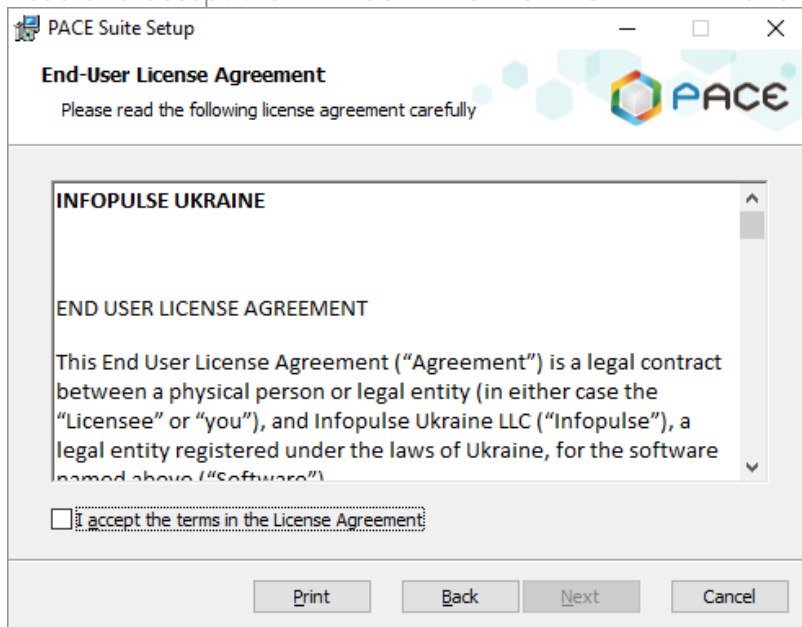 PACE Suite Setup
End-User License Agreement
Please read the following license agreement carefully
PACE
INFOPULSE UKRAINE
END USER LICENSE AGREEMENT
This End User License Agreement (“Agreement”) is a legal contract
between a physical person or legal entity (in either case the
“Licensee” or “you”), and Infopulse Ukraine LLC (“Infopulse”), a
legal entity registered under the laws of Ukraine, for the software
named above (“Software”)
I accept the terms in the License Agreement
Print Back Next Cancel